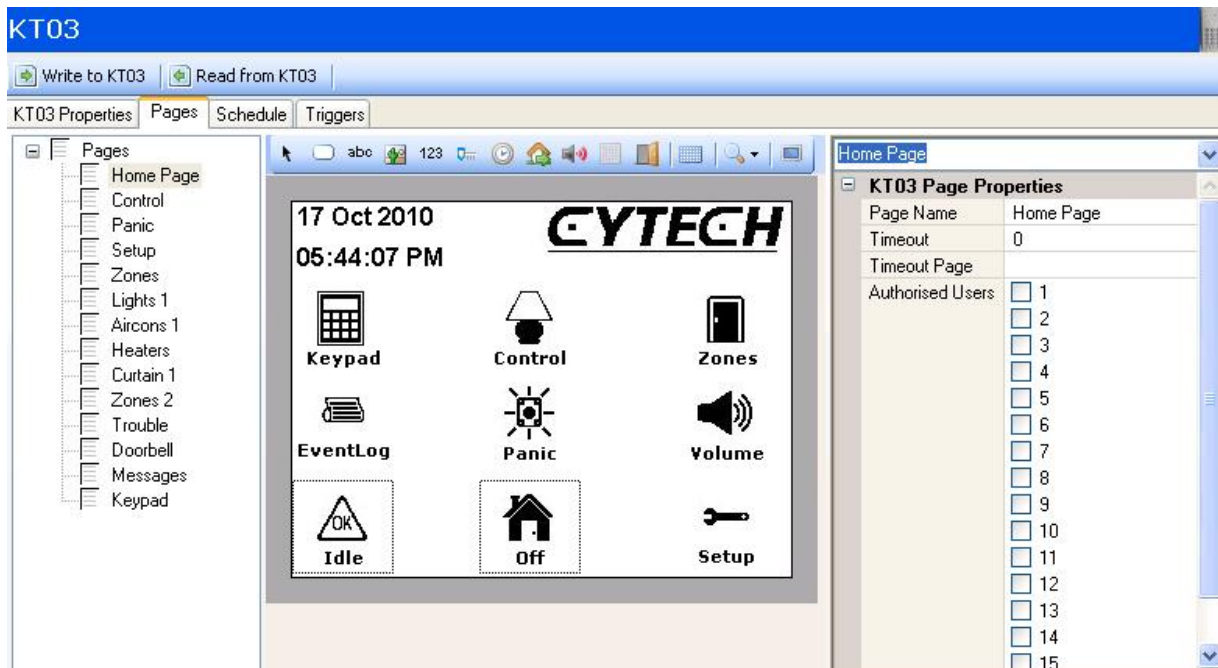 KT03
Write to KT03 Read from KT03
KT03 Properties Pages Schedule Triggers
Pages
Home Page
Control
Panic
Setup
Zones
Lights 1
Aircons 1
Heaters
Curtain 1
Zones 2
Trouble
Doorbell
Messages
Keypad
abc 123
17 Oct 2010
05:44:07 PM
CYTECH
Keypad Control Zones
EventLog Panic Volume
OK
Idle Off Setup
Home Page
KT03 Page Properties
Page Name Home Page
Timeout 0
Timeout Page
Authorised Users 1
2
3
4
5
6
7
8
9
10
11
12
13
14
15